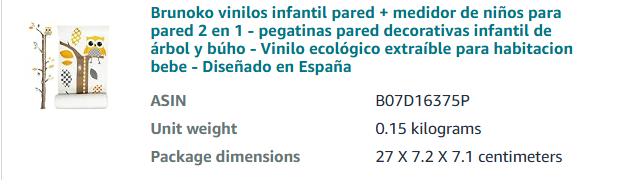 Brunoko vinilos infantil pared + medidor de niños para
pared 2 en 1 - pegatinas pared decorativas infantil de
árbol y búho - Vinilo ecológico extraíble para habitacion
bebe - Diseñado en España
ASIN B07D16375P
Unit weight 0.15 kilograms
Package dimensions 27 X 7.2 X 7.1 centimeters